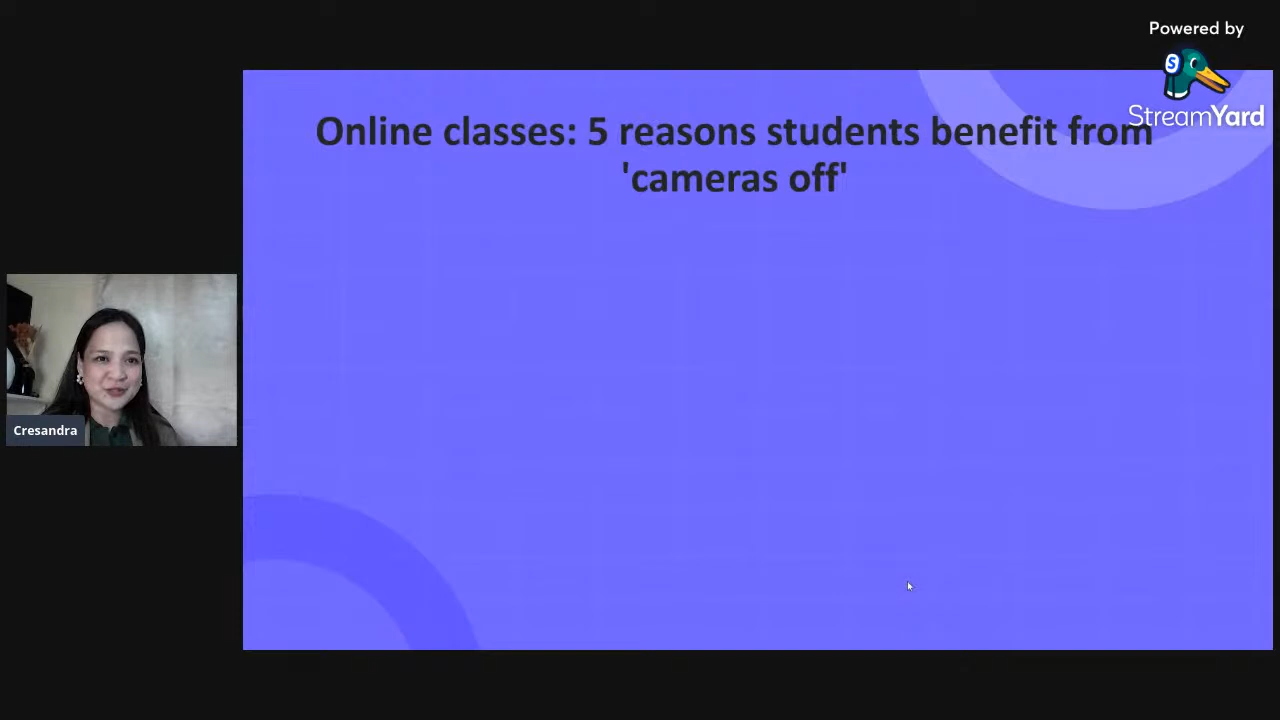 Powered by
S
StreamYard
Online classes: 5 reasons students benefit from
'cameras off'
Cresandra